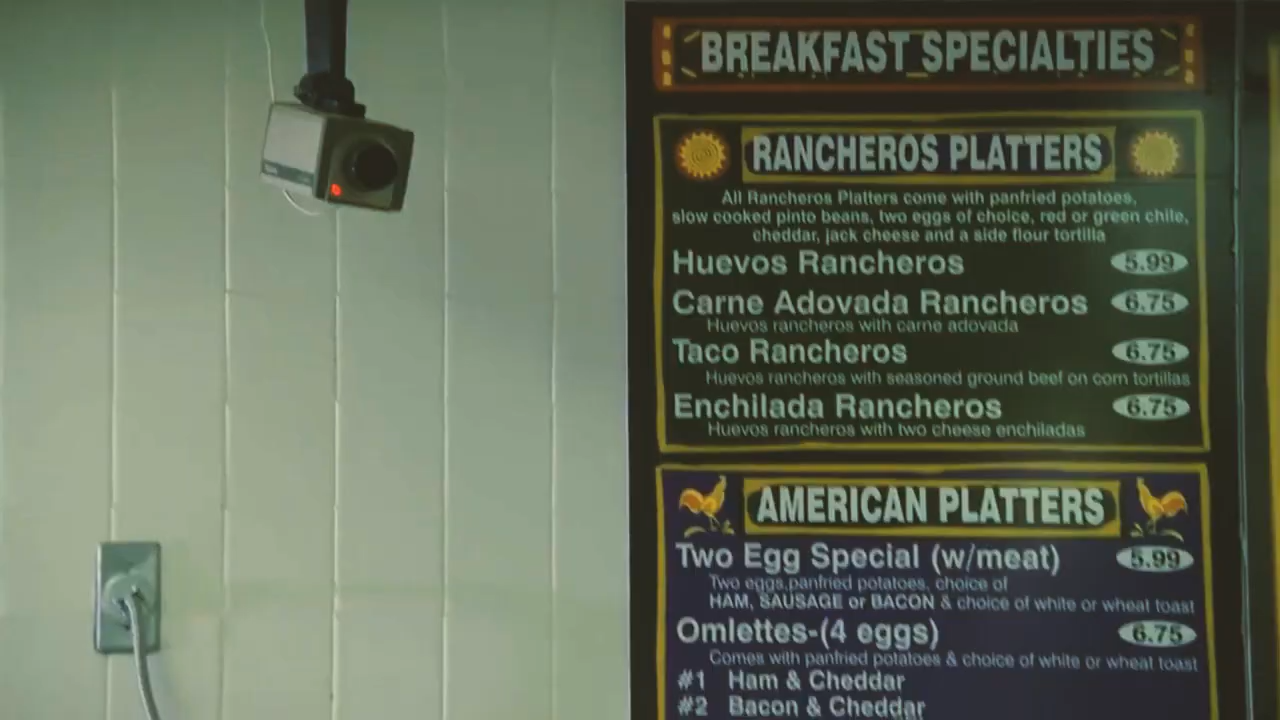 BREAKFAST SPECIALTIES
RANCHEROS PLATTERS
All Rancheros Platters come with panfried potatoes,
slow cooked pinto beans, two eggs of choice, red or green chile,
cheddar, jack cheese and a side flour tortilla
Huevos Rancheros 5.99
Carne Adovada Rancheros 6.75
Huevos rancheros with carne adovada
Taco Rancheros 6.75
Huevos rancheros with seasoned ground beef on corn tortillas
Enchilada Rancheros 6.75
Huevos rancheros with two cheese enchiladas
AMERICAN PLATTERS
Two Egg Special (w/meat) 5.99
Two eggs,panfried potatoes, choice of
HAM, SAUSAGE or BACON & choice of white or wheat toast
Omlettes-(4 eggs) 6.75
Comes with panfried potatoes & choice of white or wheat toast
#1 Ham & Cheddar
#2 Bacon & Cheddar